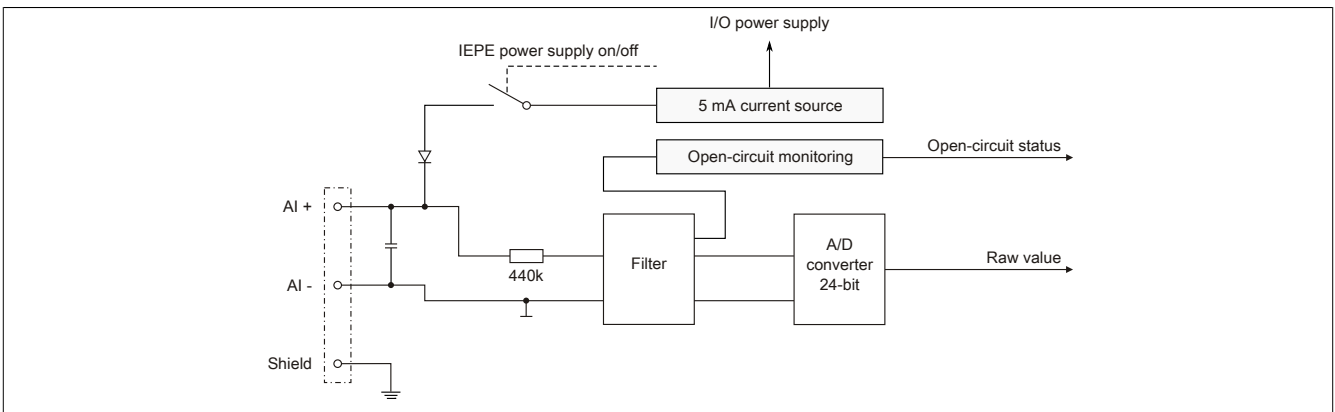 I/O power supply
IEPE power supply on/off
5 mA current source
Open-circuit monitoring
Open-circuit status
AI +
440k
Filter
A/D
converter
24-bit
Raw value
AI -
Shield